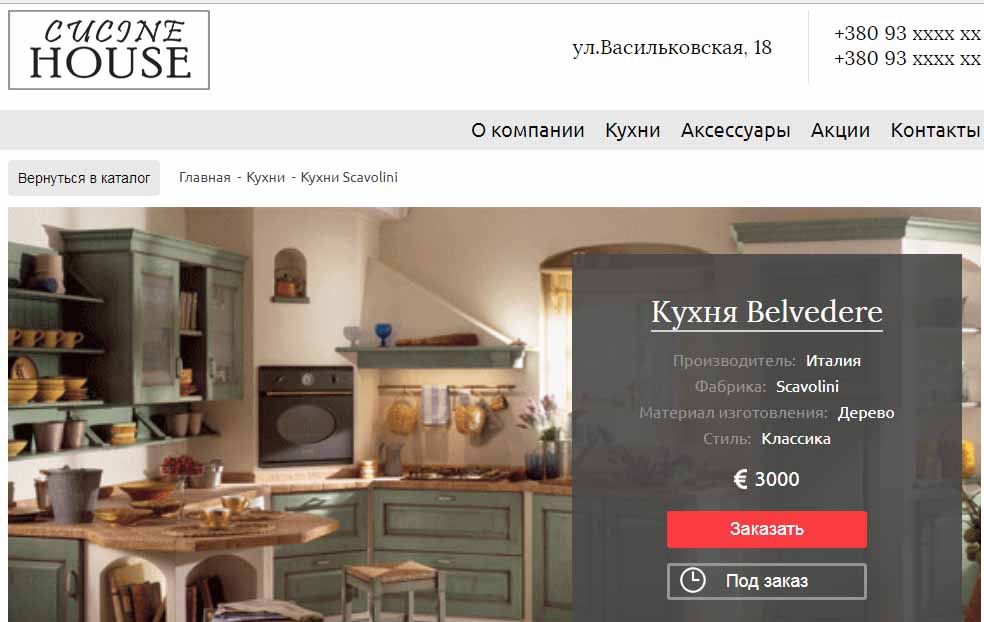 CUCINE
HOUSE
ул.Васильковская, 18
+380 93 xxxx xx
+380 93 xxxx xx
О компании Кухни Аксессуары Акции Контакты
Вернуться в каталог
Главная - Кухни - Кухни Scavolini
Кухня Belvedere
Производитель: Италия
Фабрика: Scavolini
Материал изготовления: Дерево
Стиль: Классика
€ 3000
Заказать
Под заказ